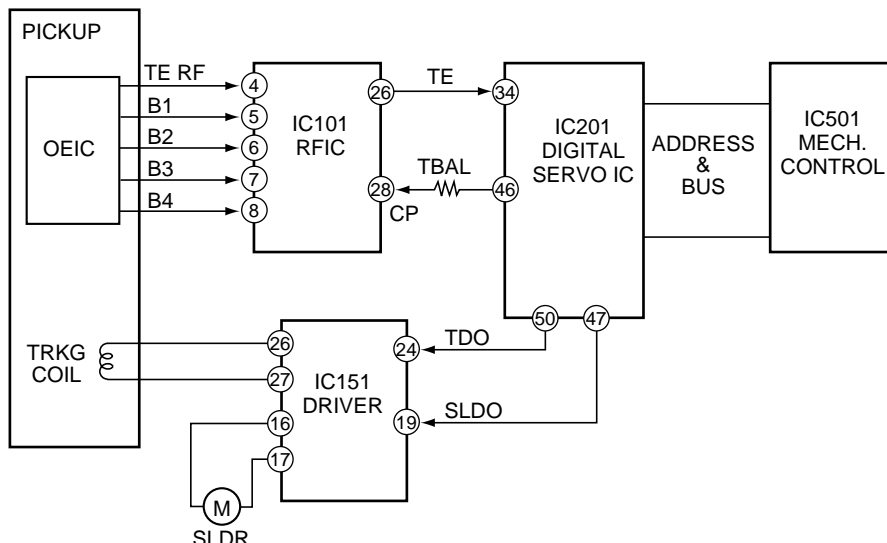 PICKUP
OEIC
TE RF
B1
B2
B3
B4
4
5
6
7
8
IC101
RFIC
26
TE
34
28
CP
TBAL
46
IC201
DIGITAL
SERVO IC
ADDRESS
&
BUS
IC501
MECH.
CONTROL
50
47
TRKG
COIL
26
27
16
17
IC151
DRIVER
24
TDO
19
SLDO
M
SLDR